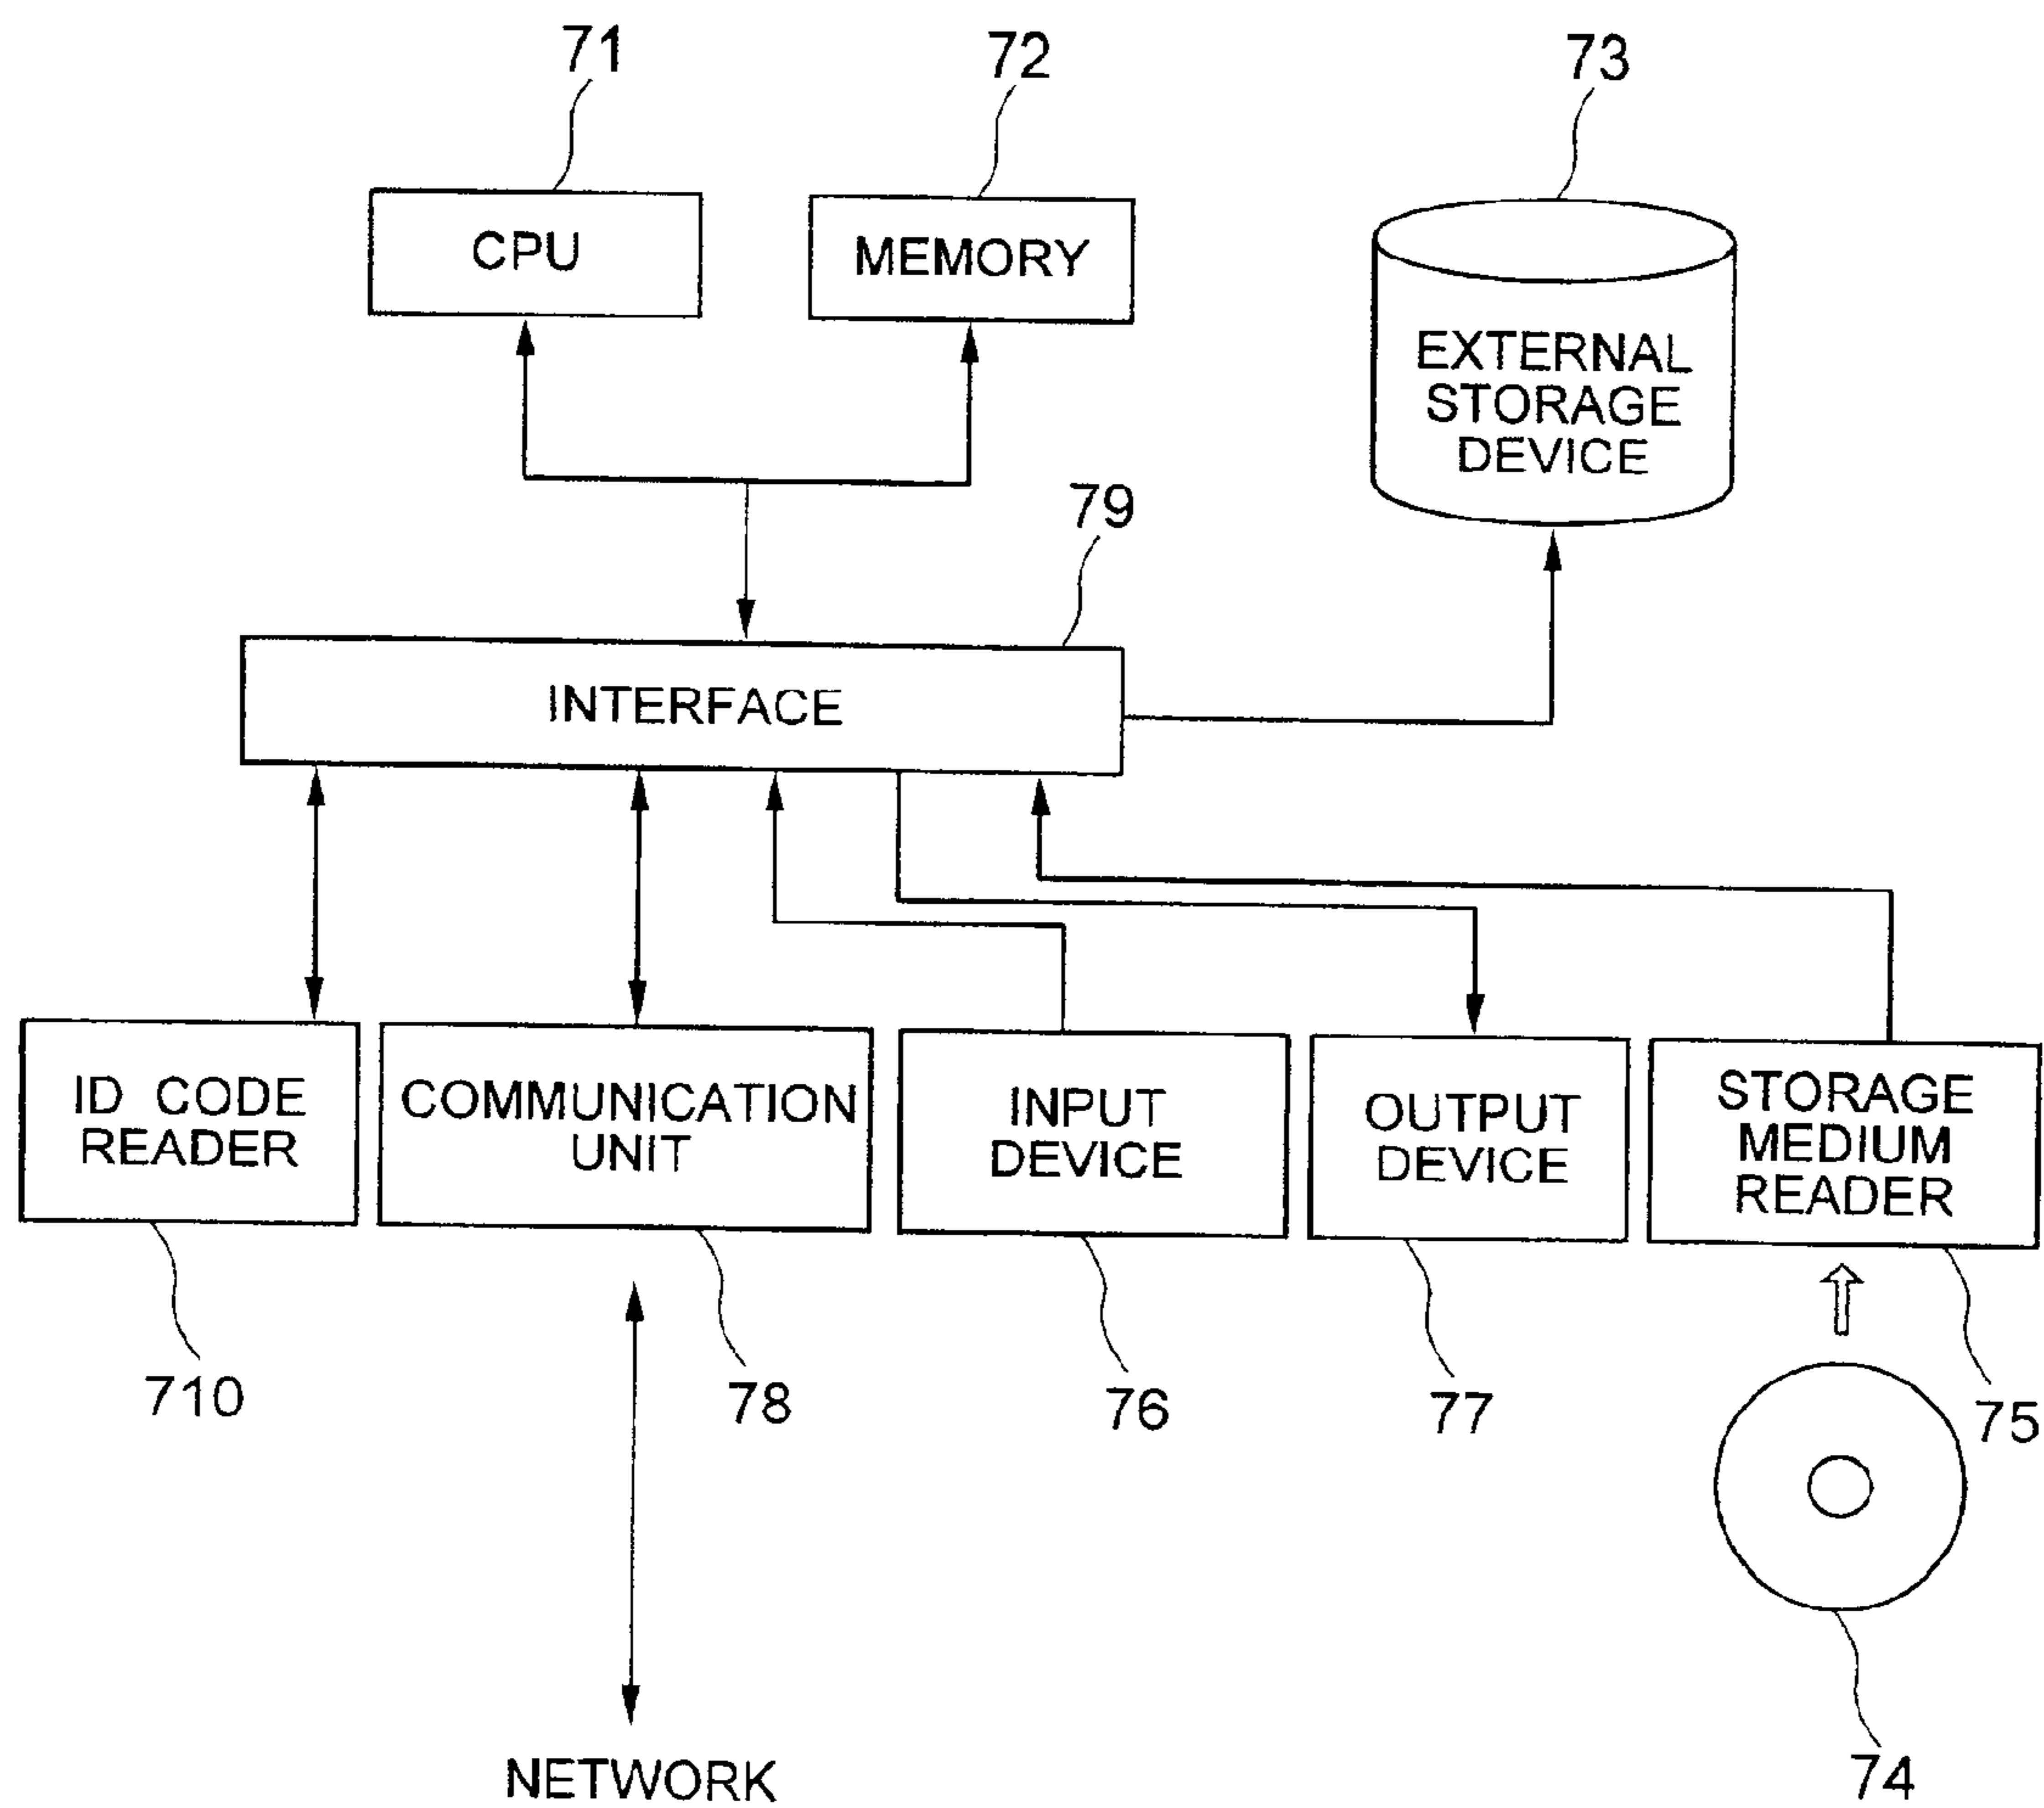 71
72
73
CPU
MEMORY
EXTERNAL
STORAGE
DEVICE
79
INTERFACE
ID CODE
READER
COMMUNICATION
UNIT
INPUT
DEVICE
OUTPUT
DEVICE
STORAGE
MEDIUM
READER
710
78
76
77
75
74
NETWORK